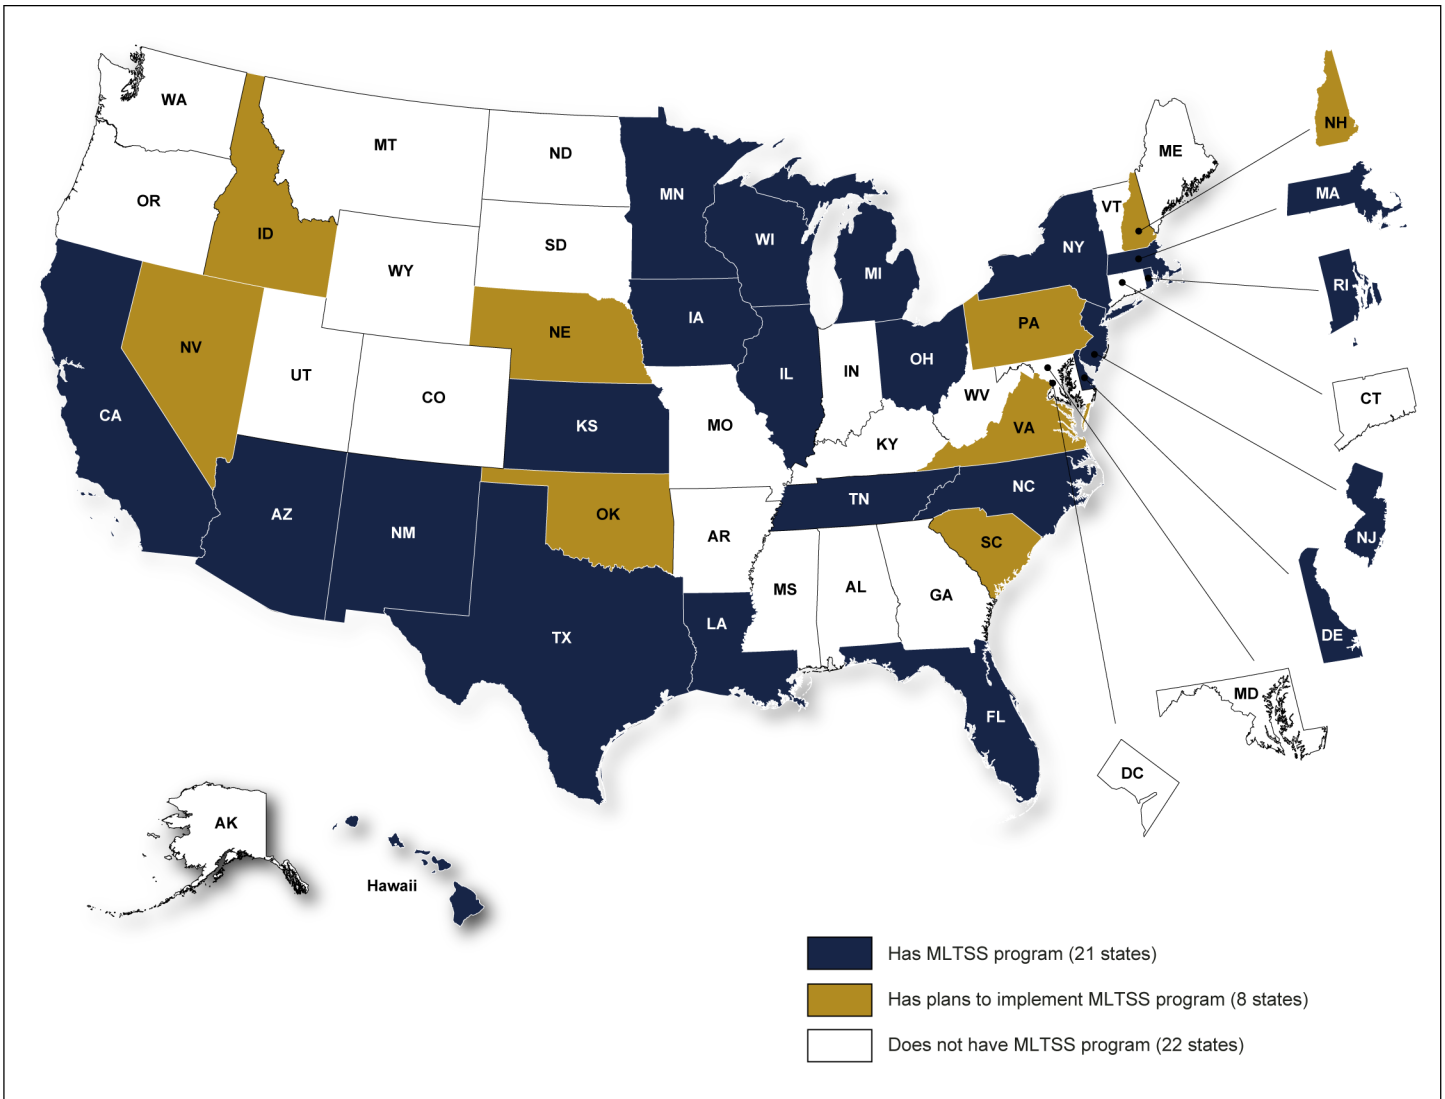 WA
MT
ND
MN
OR
ID
SD
WI
WY
MI
NY
VT
ME
NH
MA
RI
CT
NJ
DE
MD
DC
NV
UT
CO
NE
IA
IL
IN
OH
PA
WV
VA
KY
CA
KS
MO
AZ
NM
OK
AR
TN
NC
SC
TX
LA
MS
AL
GA
FL
AK
Hawaii
Has MLTSS program (21 states)
Has plans to implement MLTSS program (8 states)
Does not have MLTSS program (22 states)